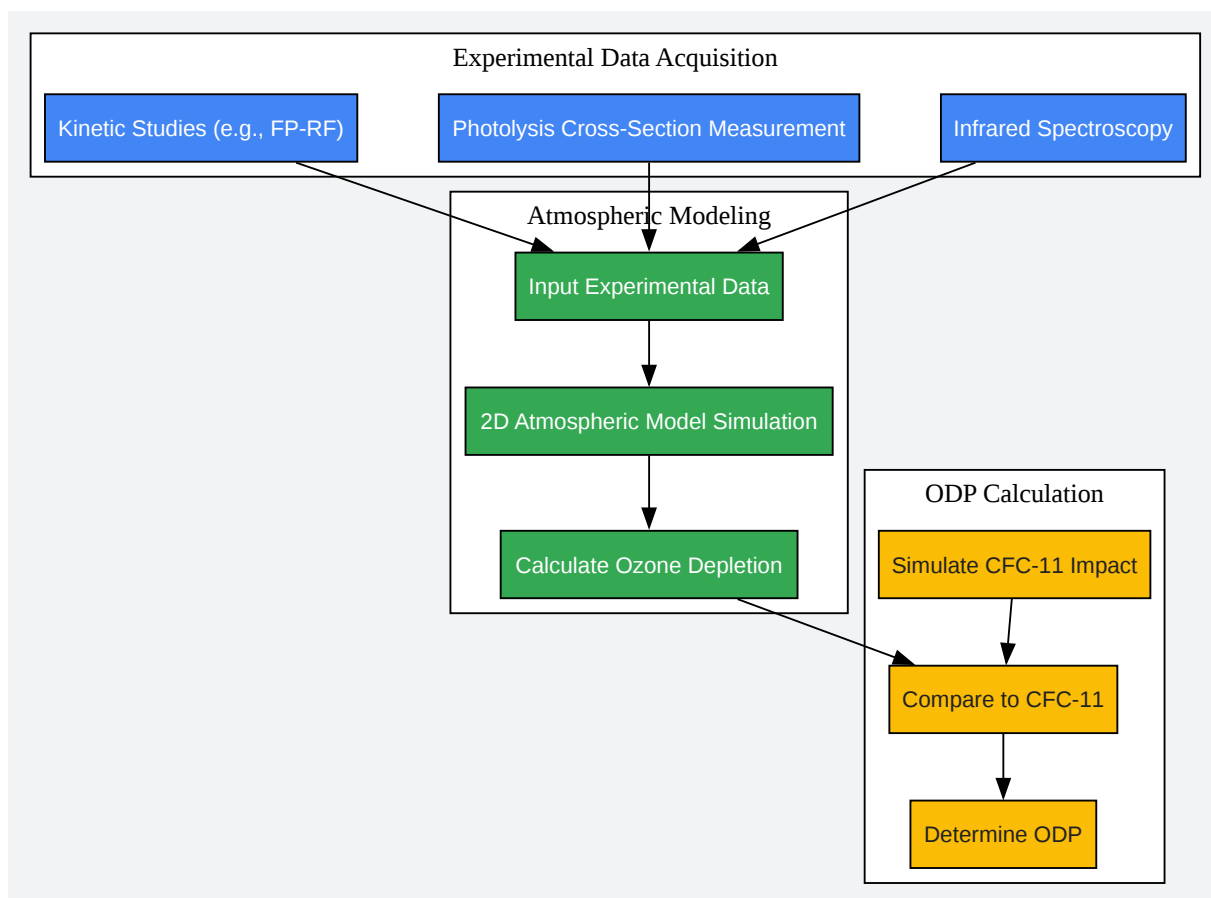 Experimental Data Acquisition
Kinetic Studies (e.g., FP-RF)
Photolysis Cross-Section Measurement
Infrared Spectroscopy
Atmospheric Modeling
Input Experimental Data
2D Atmospheric Model Simulation
Calculate Ozone Depletion
ODP Calculation
Simulate CFC-11 Impact
Compare to CFC-11
Determine ODP